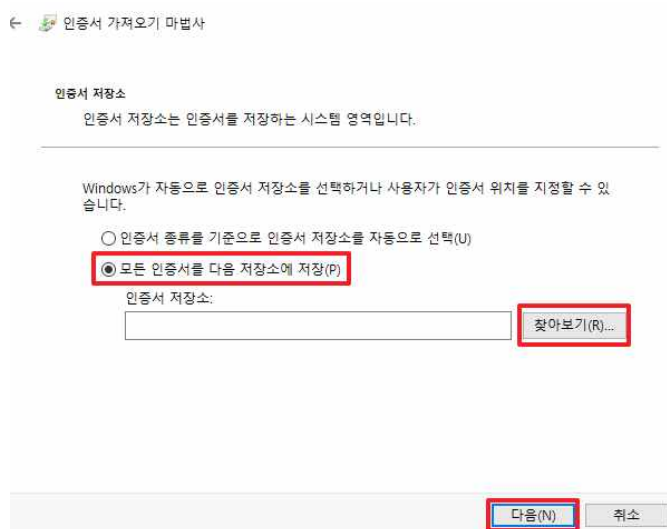 인증서 가져오기 마법사
인증서 저장소
인증서 저장소는 인증서를 저장하는 시스템 영역입니다.
Windows가 자동으로 인증서 저장소를 선택하거나 사용자가 인증서 위치를 지정할 수 있
습니다.
인증서 종류를 기준으로 인증서 저장소를 자동으로 선택(U)
모든 인증서를 다음 저장소에 저장(P)
인증서 저장소:
찾아보기(R)...
다음(N)
취소